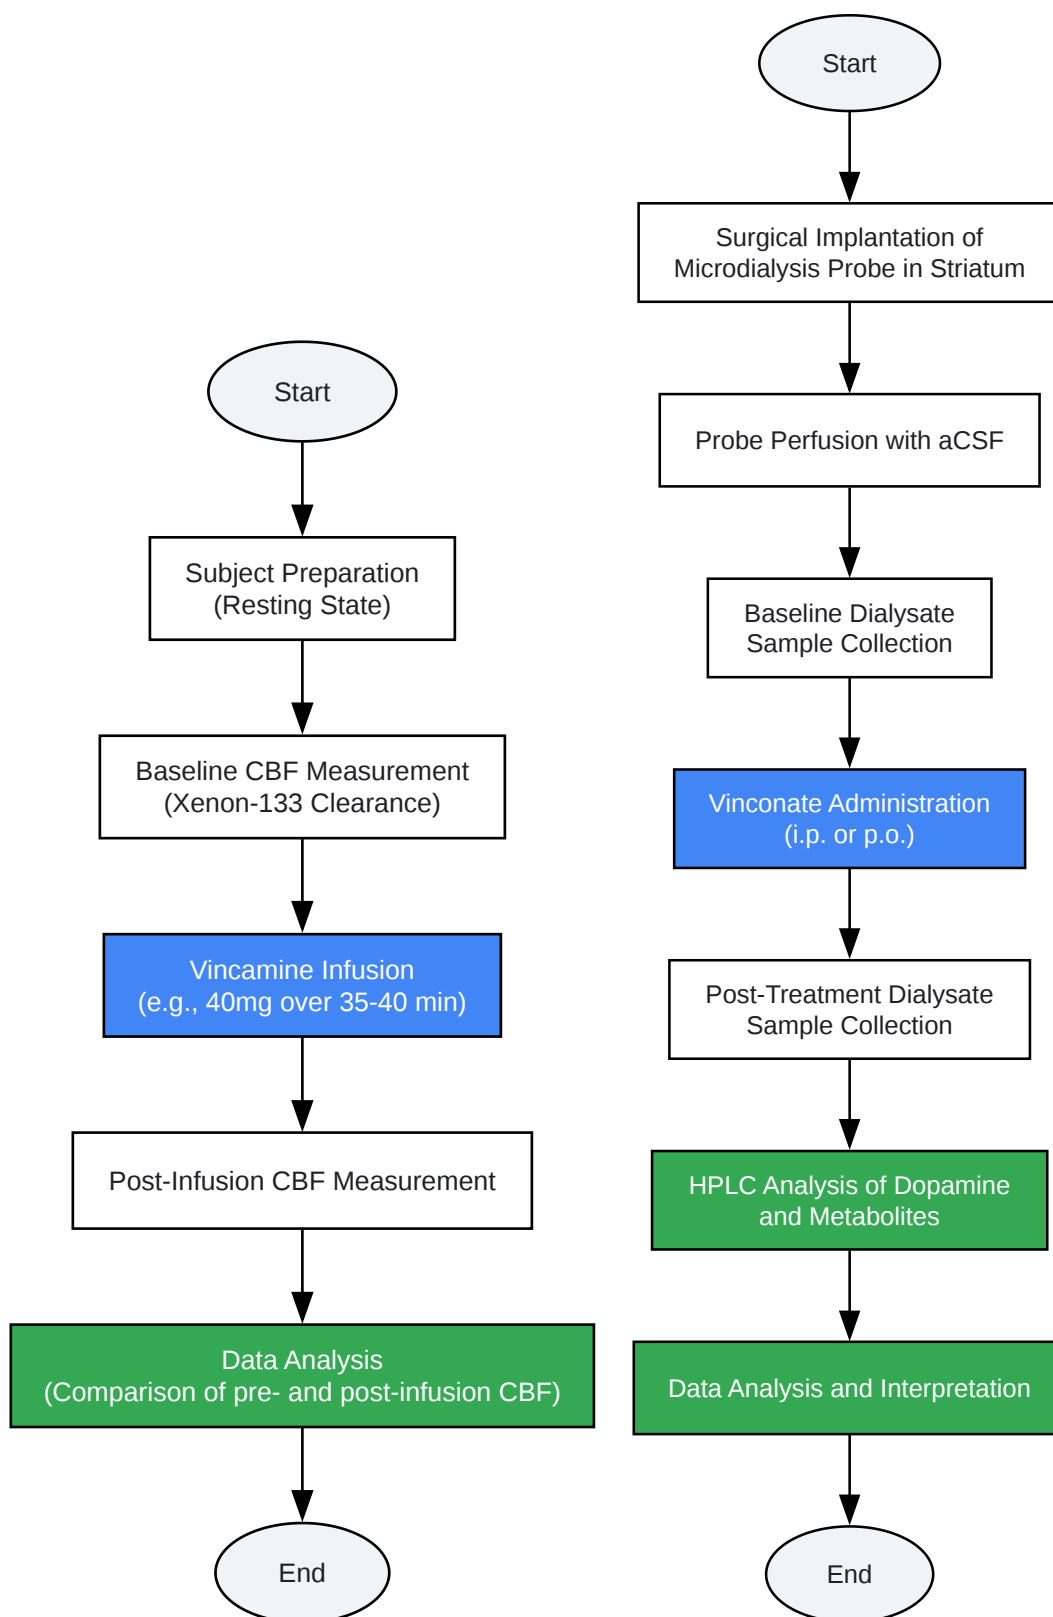 Start
Subject Preparation
(Resting State)
Baseline CBF Measurement
(Xenon-133 Clearance)
Vincamine Infusion
(e.g., 40mg over 35-40 min)
Post-Infusion CBF Measurement
Data Analysis
(Comparison of pre- and post-infusion CBF)
End
Start
Surgical Implantation of
Microdialysis Probe in Striatum
Probe Perfusion with aCSF
Baseline Dialysate
Sample Collection
Vinconate Administration
(i.p. or p.o.)
Post-Treatment Dialysate
Sample Collection
HPLC Analysis of Dopamine
and Metabolites
Data Analysis and Interpretation
End